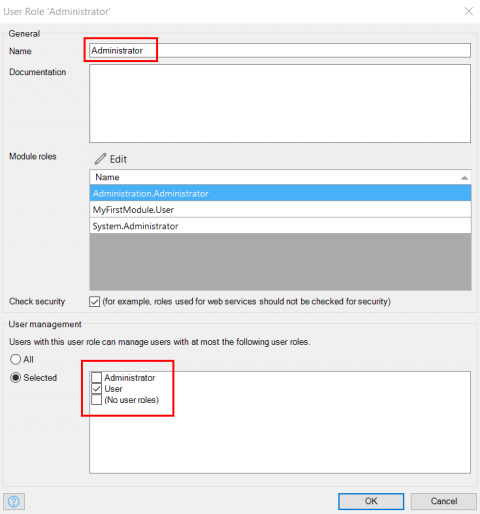 User Role 'Administrator'
General
Name Administrator
Documentation
Module roles Edit
Name
Administration.Administrator
MyFirstModule.User
System.Administrator
Check security (for example, roles used for web services should not be checked for security)
User management
Users with this user role can manage users with at most the following user roles.
All
Selected Administrator
User
(No user roles)
? OK Cancel